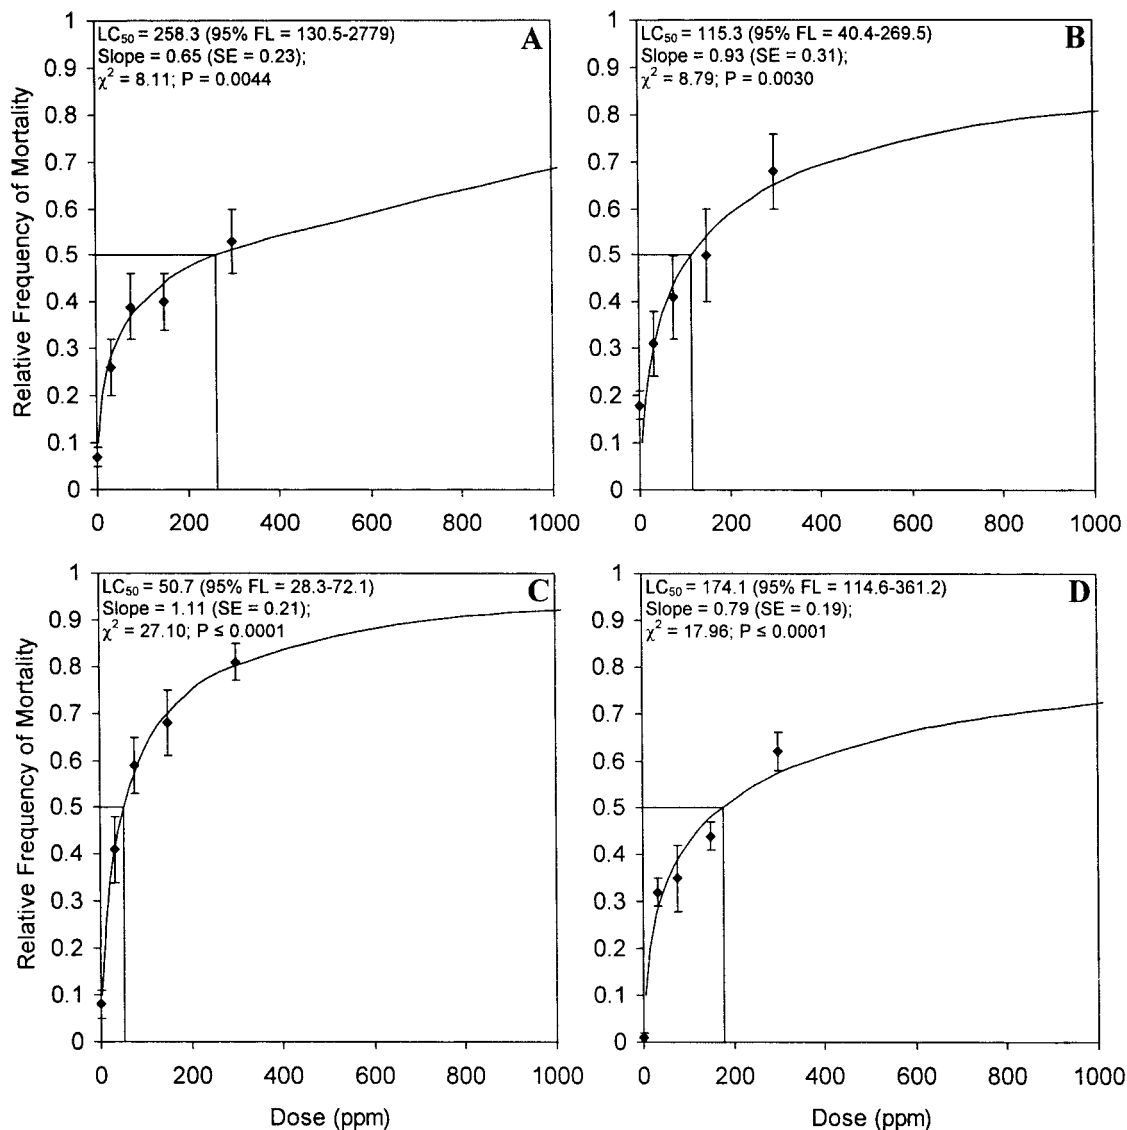 LC50 = 258.3 (95% FL = 130.5-2779)
Slope = 0.65 (SE = 0.23);
χ2 = 8.11; P = 0.0044
A
1
0.9
0.8
0.7
0.6
0.5
0.4
0.3
0.2
0.1
0
Relative Frequency of Mortality
0 200 400 600 800 1000
LC50 = 115.3 (95% FL = 40.4-269.5)
Slope = 0.93 (SE = 0.31);
χ2 = 8.79; P = 0.0030
B
1
0.9
0.8
0.7
0.6
0.5
0.4
0.3
0.2
0.1
0
0 200 400 600 800 1000
LC50 = 50.7 (95% FL = 28.3-72.1)
Slope = 1.11 (SE = 0.21);
χ2 = 27.10; P ≤ 0.0001
C
1
0.9
0.8
0.7
0.6
0.5
0.4
0.3
0.2
0.1
0
Relative Frequency of Mortality
0 200 400 600 800 1000
Dose (ppm)
LC50 = 174.1 (95% FL = 114.6-361.2)
Slope = 0.79 (SE = 0.19);
χ2 = 17.96; P ≤ 0.0001
D
1
0.9
0.8
0.7
0.6
0.5
0.4
0.3
0.2
0.1
0
0 200 400 600 800 1000
Dose (ppm)